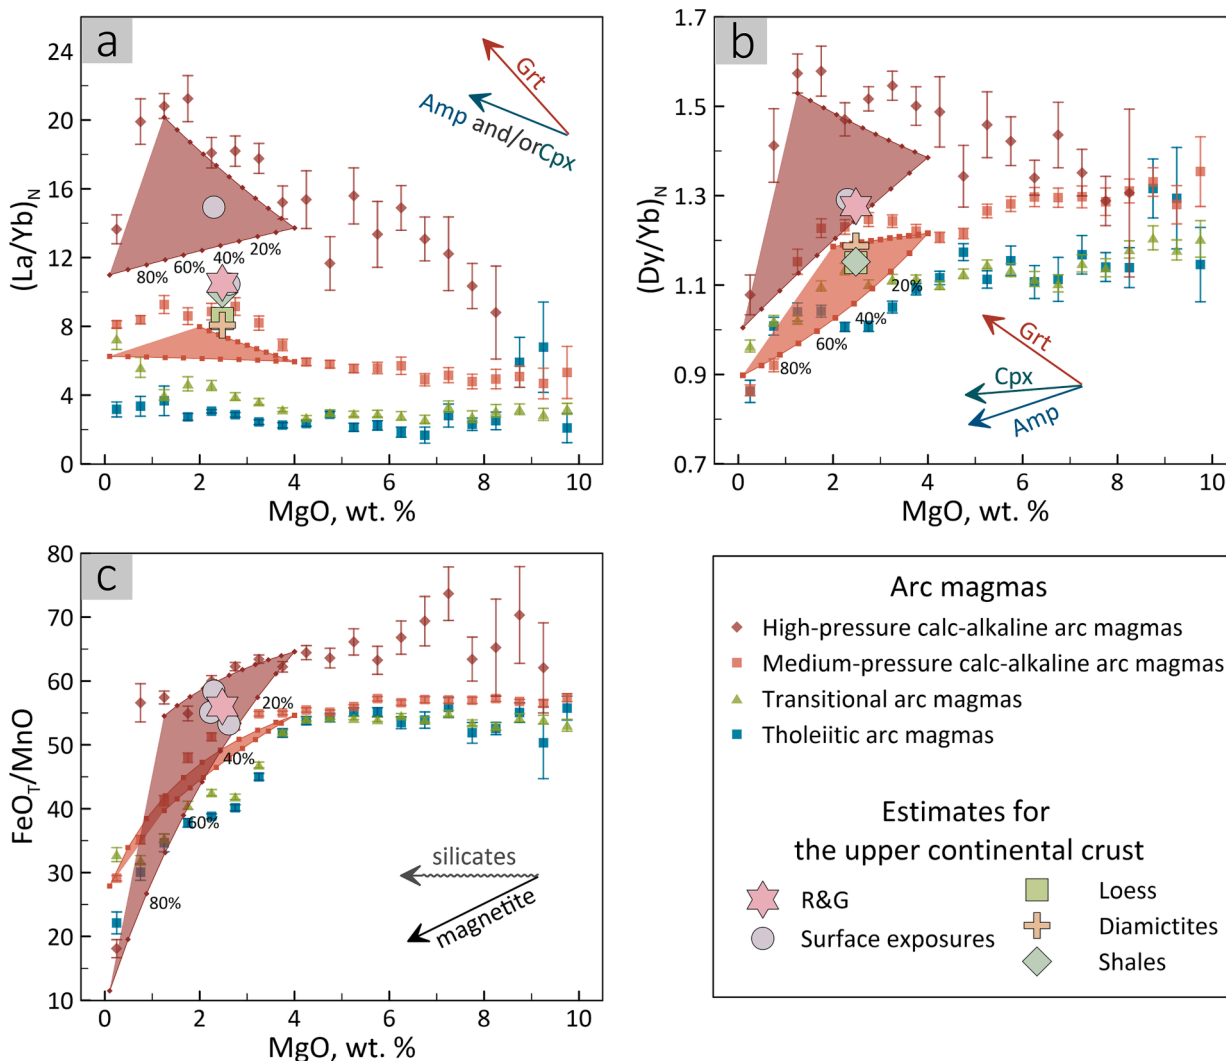 a
24
20
16
12
8
4
0
(La/Yb)N
Grt
Amp and/orCpx
80%
60%
40%
20%
0
2
4
6
8
10
MgO, wt. %
b
1.7
1.5
1.3
1.1
0.9
0.7
(Dy/Yb)N
20%
40%
60%
80%
Grt
Cpx
Amp
0
2
4
6
8
10
MgO, wt. %
c
80
70
60
50
40
30
20
10
FeOT/MnO
20%
40%
60%
80%
silicates
magnetite
0
2
4
6
8
10
MgO, wt. %
Arc magmas
High-pressure calc-alkaline arc magmas
Medium-pressure calc-alkaline arc magmas
Transitional arc magmas
Tholeiitic arc magmas
Estimates for
the upper continental crust
R&G
Surface exposures
Loess
Diamictites
Shales